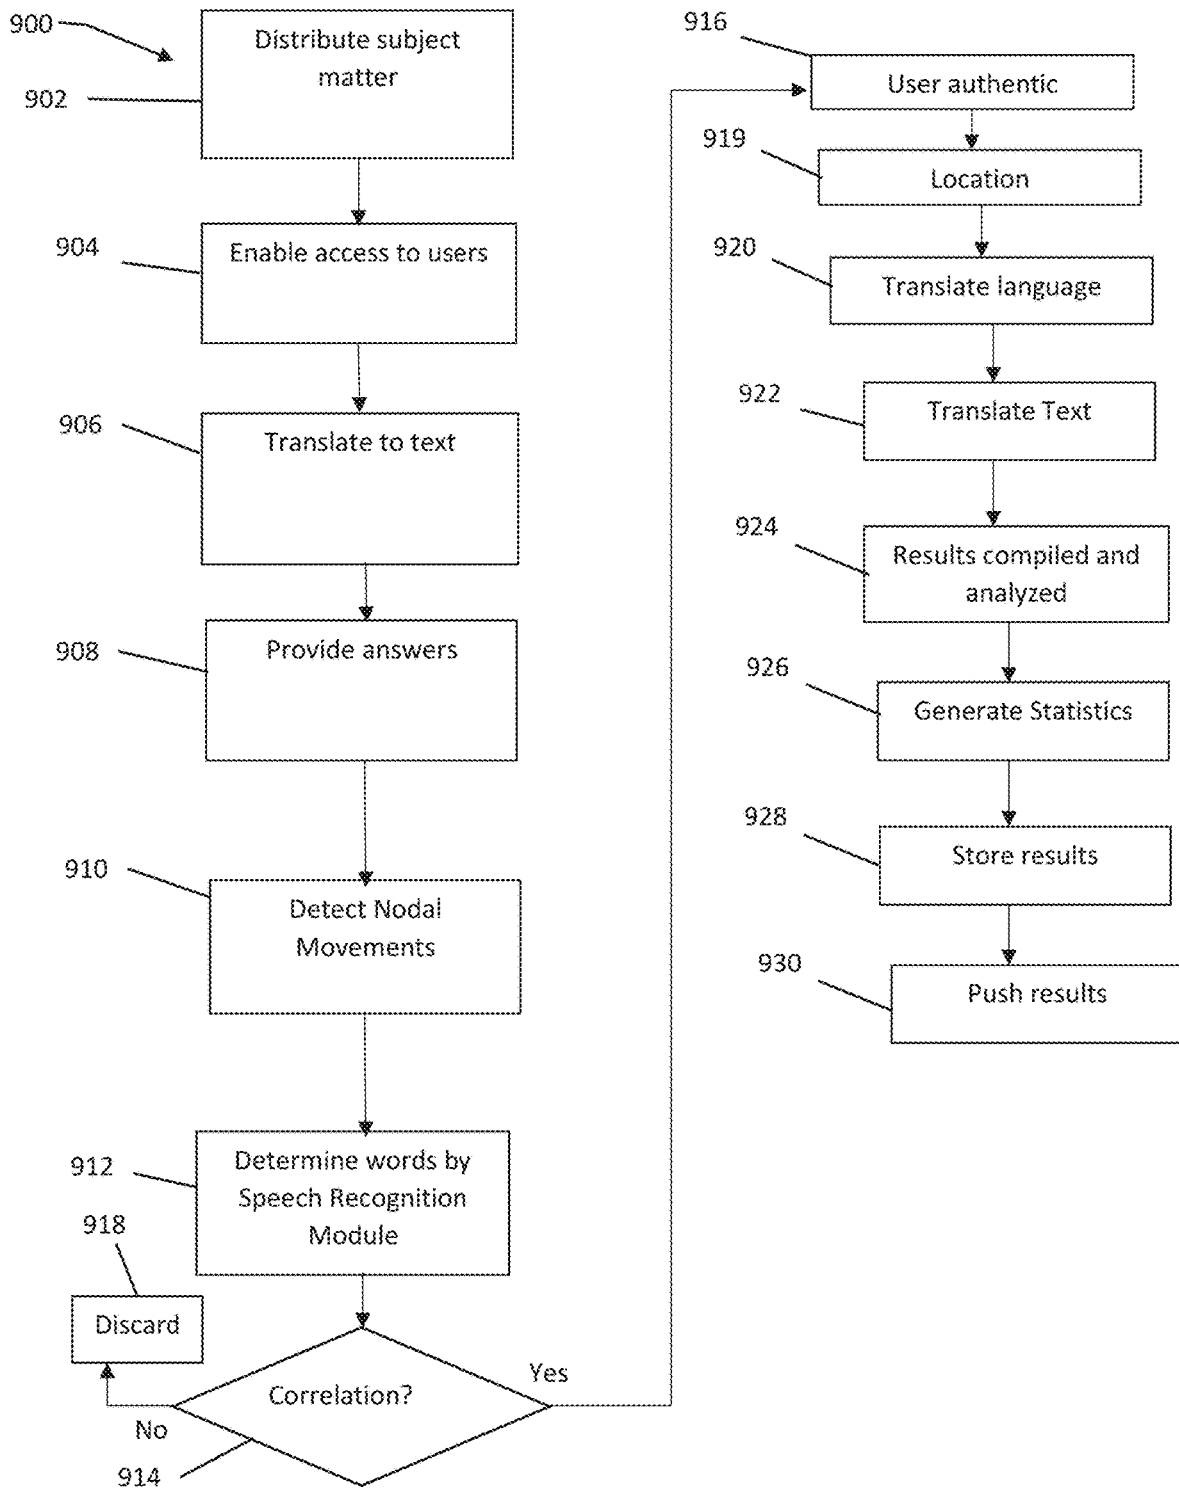 900
Distribute subject
matter
902
904
Enable access to users
906
Translate to text
908
Provide answers
910
Detect Nodal
Movements
912
Determine words by
Speech Recognition
Module
918
Discard
Correlation?
Yes
No
914
916
User authentic
919
Location
920
Translate language
922
Translate Text
924
Results compiled and
analyzed
926
Generate Statistics
928
Store results
930
Push results